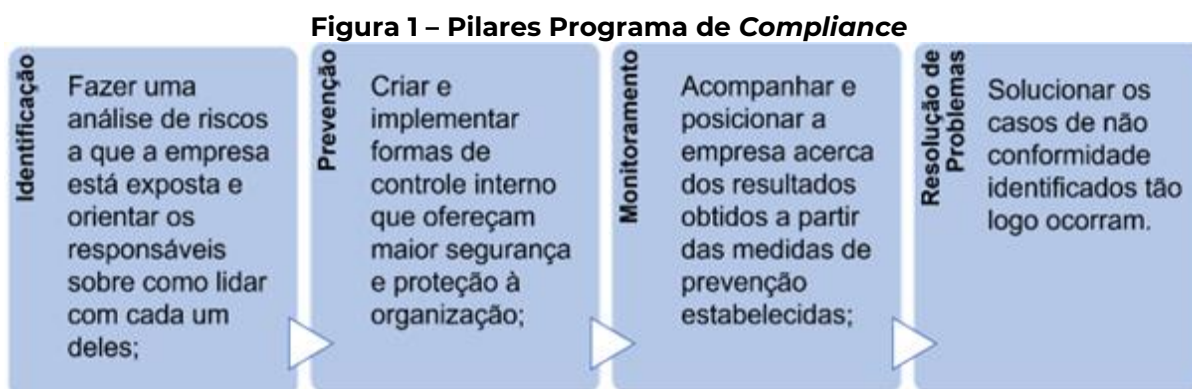 Figura 1 – Pilares Programa de Compliance
Identificação
Fazer uma
análise de riscos
a que a empresa
está exposta e
orientar os
responsáveis
sobre como lidar
com cada um
deles;
Prevenção
Criar e
implementar
formas de
controle interno
que ofereçam
maior segurança
e proteção à
organização;
Monitoramento
Acompanhar e
posicionar a
empresa acerca
dos resultados
obtidos a partir
das medidas de
prevenção
estabelecidas;
Resolução de
Problemas
Solucionar os
casos de não
conformidade
identificados tão
logo ocorram.